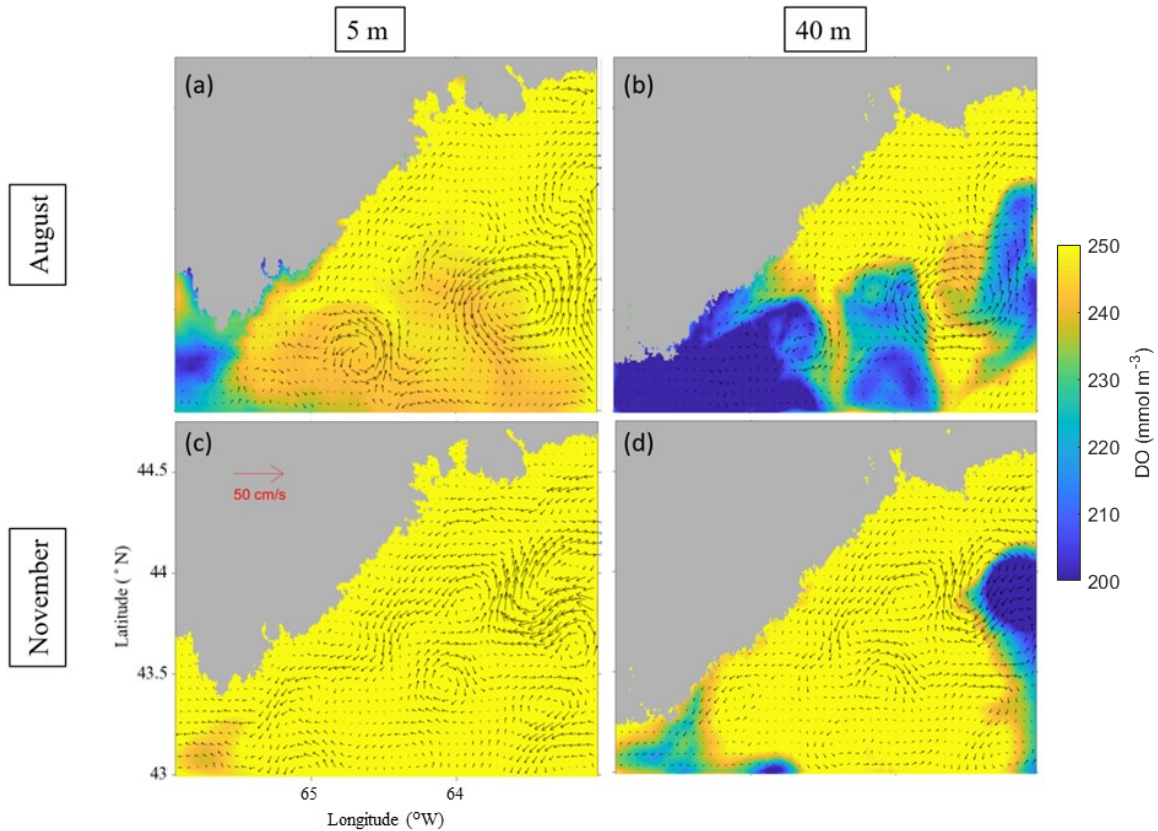 5 m
40 m
August
(a)
(b)
250
240
230
220
210
200
DO (mmol m⁻³)
November
(c)
(d)
50 cm/s
44.5
44
43.5
43
Latitude (°N)
65
64
Longitude (°W)